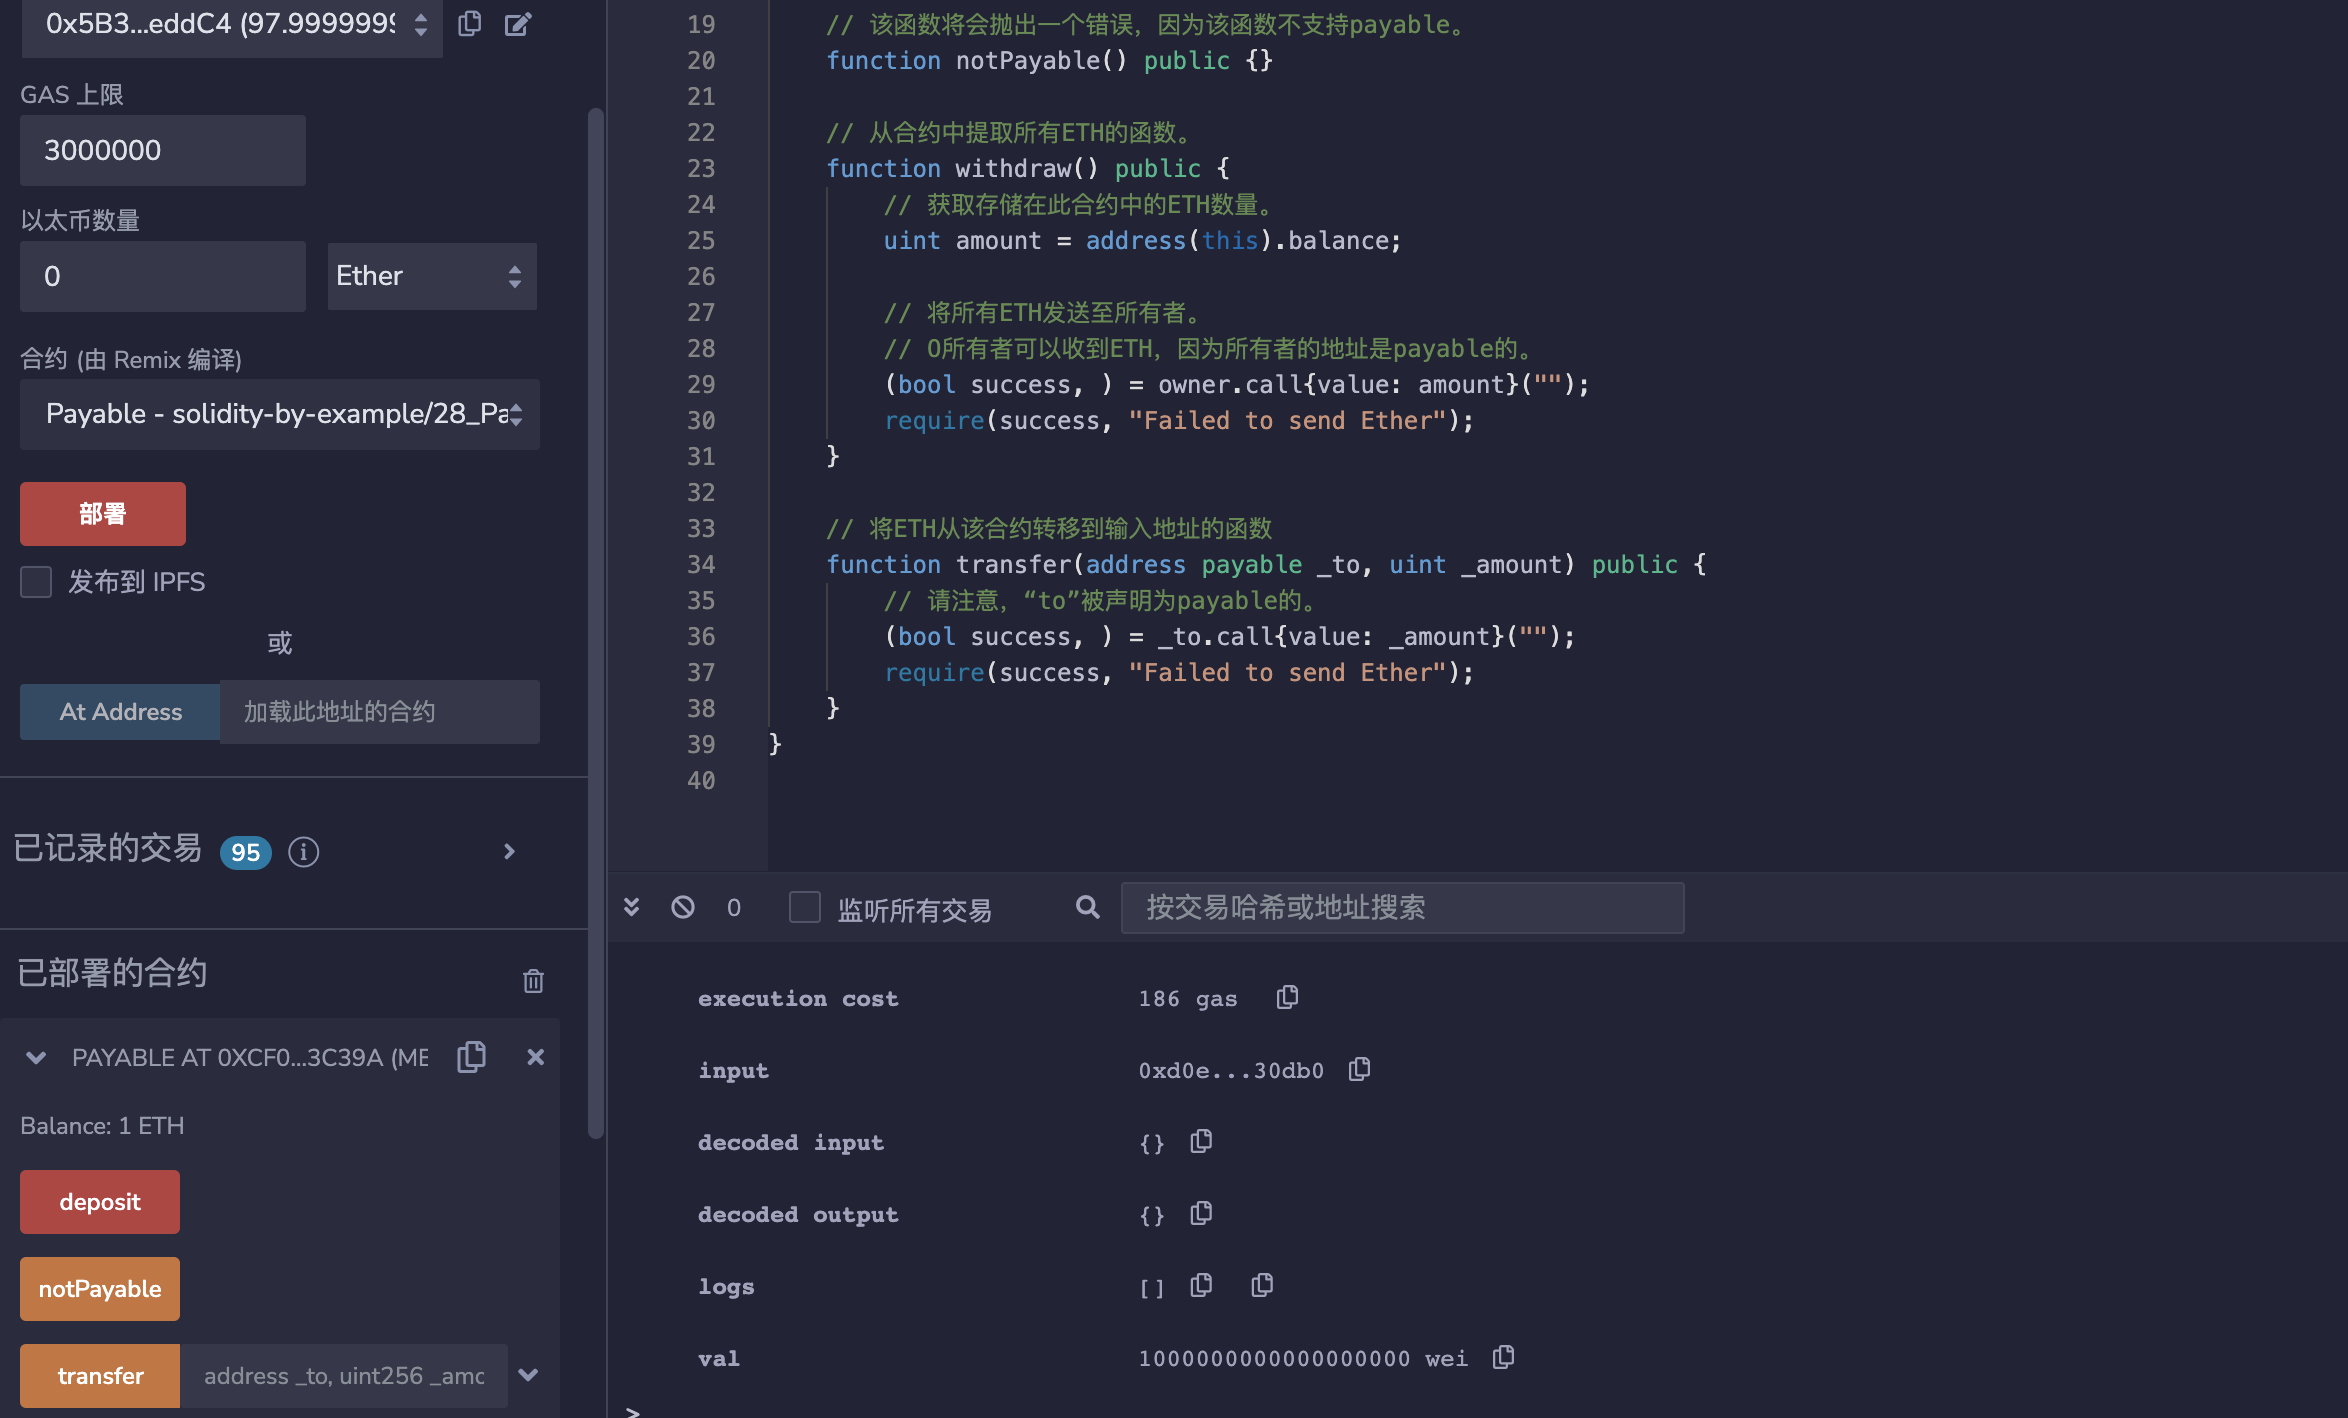 0x5B3...eddC4 (97.9999999
GAS 上限
3000000
以太币数量
0
Ether
合约 (由 Remix 编译)
Payable - solidity-by-example/28_Pa
部署
发布到 IPFS
或
At Address
加载此地址的合约
已记录的交易
95
已部署的合约
PAYABLE AT 0XCF0...3C39A (ME
Balance: 1 ETH
deposit
notPayable
transfer
address _to, uint256 _amo
19 // 该函数将会抛出一个错误，因为该函数不支持payable。
20 function notPayable() public {}
21
22 // 从合约中提取所有ETH的函数。
23 function withdraw() public {
24 // 获取存储在此合约中的ETH数量。
25 uint amount = address(this).balance;
26
27 // 将所有ETH发送至所有者。
28 // O所有者可以收到ETH，因为所有者的地址是payable的。
29 (bool success, ) = owner.call{value: amount}("");
30 require(success, "Failed to send Ether");
31 }
32
33 // 将ETH从该合约转移到输入地址的函数
34 function transfer(address payable _to, uint _amount) public {
35 // 请注意，“to”被声明为payable的。
36 (bool success, ) = _to.call{value: _amount}("");
37 require(success, "Failed to send Ether");
38 }
39 }
40
0
监听所有交易
按交易哈希或地址搜索
execution cost 186 gas
input 0xd0e...30db0
decoded input {}
decoded output {}
logs []
val 1000000000000000000 wei
>